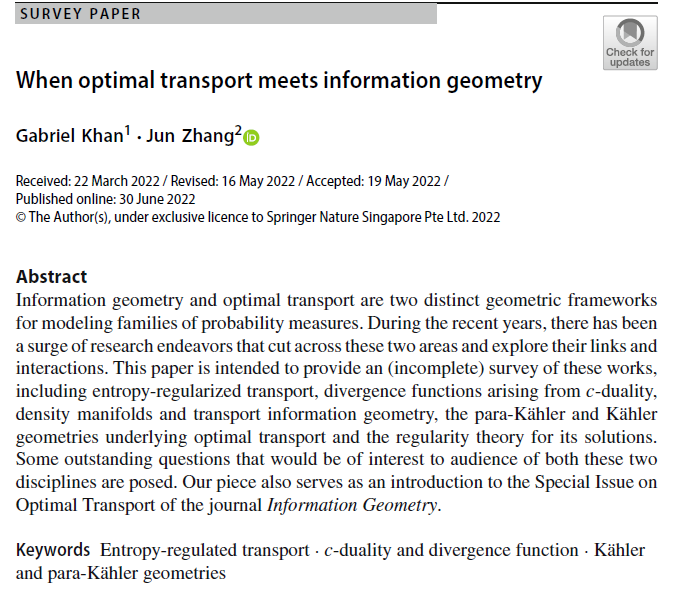 SURVEY PAPER
Check for
updates
When optimal transport meets information geometry
Gabriel Khan1 · Jun Zhang2 iD
Received: 22 March 2022 / Revised: 16 May 2022 / Accepted: 19 May 2022 /
Published online: 30 June 2022
© The Author(s), under exclusive licence to Springer Nature Singapore Pte Ltd. 2022
Abstract
Information geometry and optimal transport are two distinct geometric frameworks
for modeling families of probability measures. During the recent years, there has been
a surge of research endeavors that cut across these two areas and explore their links and
interactions. This paper is intended to provide an (incomplete) survey of these works,
including entropy-regularized transport, divergence functions arising from c-duality,
density manifolds and transport information geometry, the para-Kähler and Kähler
geometries underlying optimal transport and the regularity theory for its solutions.
Some outstanding questions that would be of interest to audience of both these two
disciplines are posed. Our piece also serves as an introduction to the Special Issue on
Optimal Transport of the journal Information Geometry.
Keywords Entropy-regulated transport · c-duality and divergence function · Kähler
and para-Kähler geometries